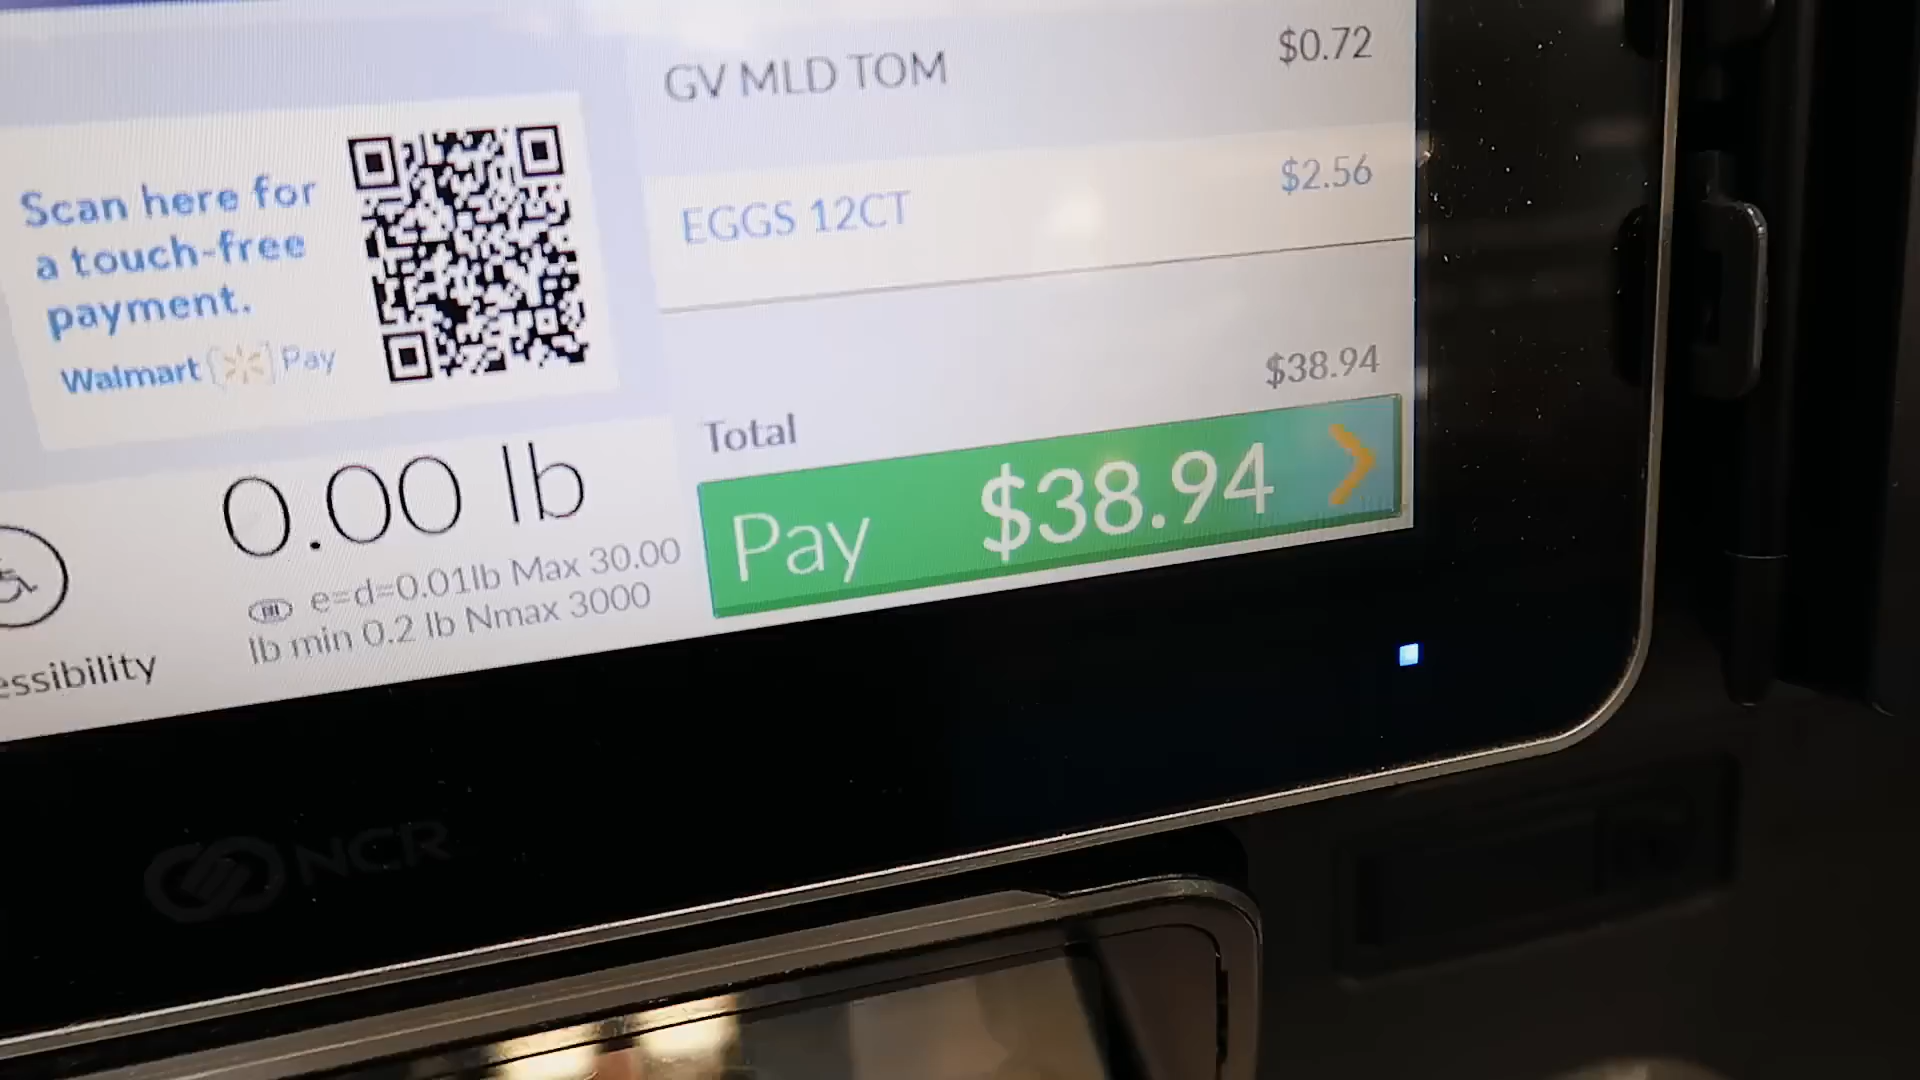 GV MLD TOM $0.72
EGGS 12CT $2.56
Scan here for
a touch-free
payment.
Walmart Pay
$38.94
Total
Pay $38.94
0.00 lb
e=d=0.01lb Max 30.00
lb min 0.2 lb Nmax 3000
essibility
NCR